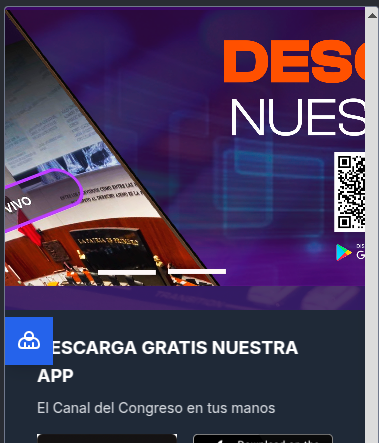 DESC
NUES
VIVO
LA PATRIA ES PRIMERO
DESCARGA GRATIS NUESTRA
APP
El Canal del Congreso en tus manos
Download on the